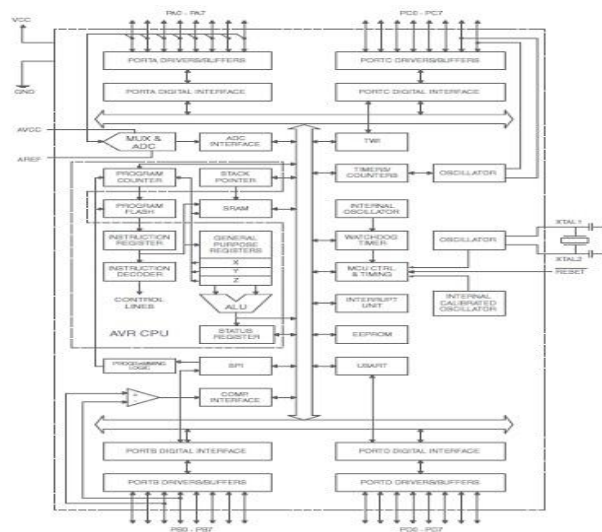 PA0 - PA7
PC0 - PC7
VCC
GND
PORTA DRIVERS/BUFFERS
PORTC DRIVERS/BUFFERS
PORTA DIGITAL INTERFACE
PORTC DIGITAL INTERFACE
AVCC
AREF
MUX &
ADC
ADC
INTERFACE
TWI
PROGRAM
COUNTER
STACK
POINTER
TIMERS/
COUNTERS
OSCILLATOR
PROGRAM
FLASH
SRAM
INTERNAL
OSCILLATOR
INSTRUCTION
REGISTER
GENERAL
PURPOSE
REGISTERS
X
Y
Z
WATCHDOG
TIMER
OSCILLATOR
XTAL1
XTAL2
RESET
INSTRUCTION
DECODER
MCU CTRL
& TIMING
CONTROL
LINES
ALU
INTERRUPT
UNIT
INTERNAL
CALIBRATED
OSCILLATOR
AVR CPU
STATUS
REGISTER
EEPROM
PROGRAMMING
LOGIC
SPI
USART
+
-
COMP.
INTERFACE
PORTB DIGITAL INTERFACE
PORTD DIGITAL INTERFACE
PORTB DRIVERS/BUFFERS
PORTD DRIVERS/BUFFERS
PB0 - PB7
PD0 - PD7